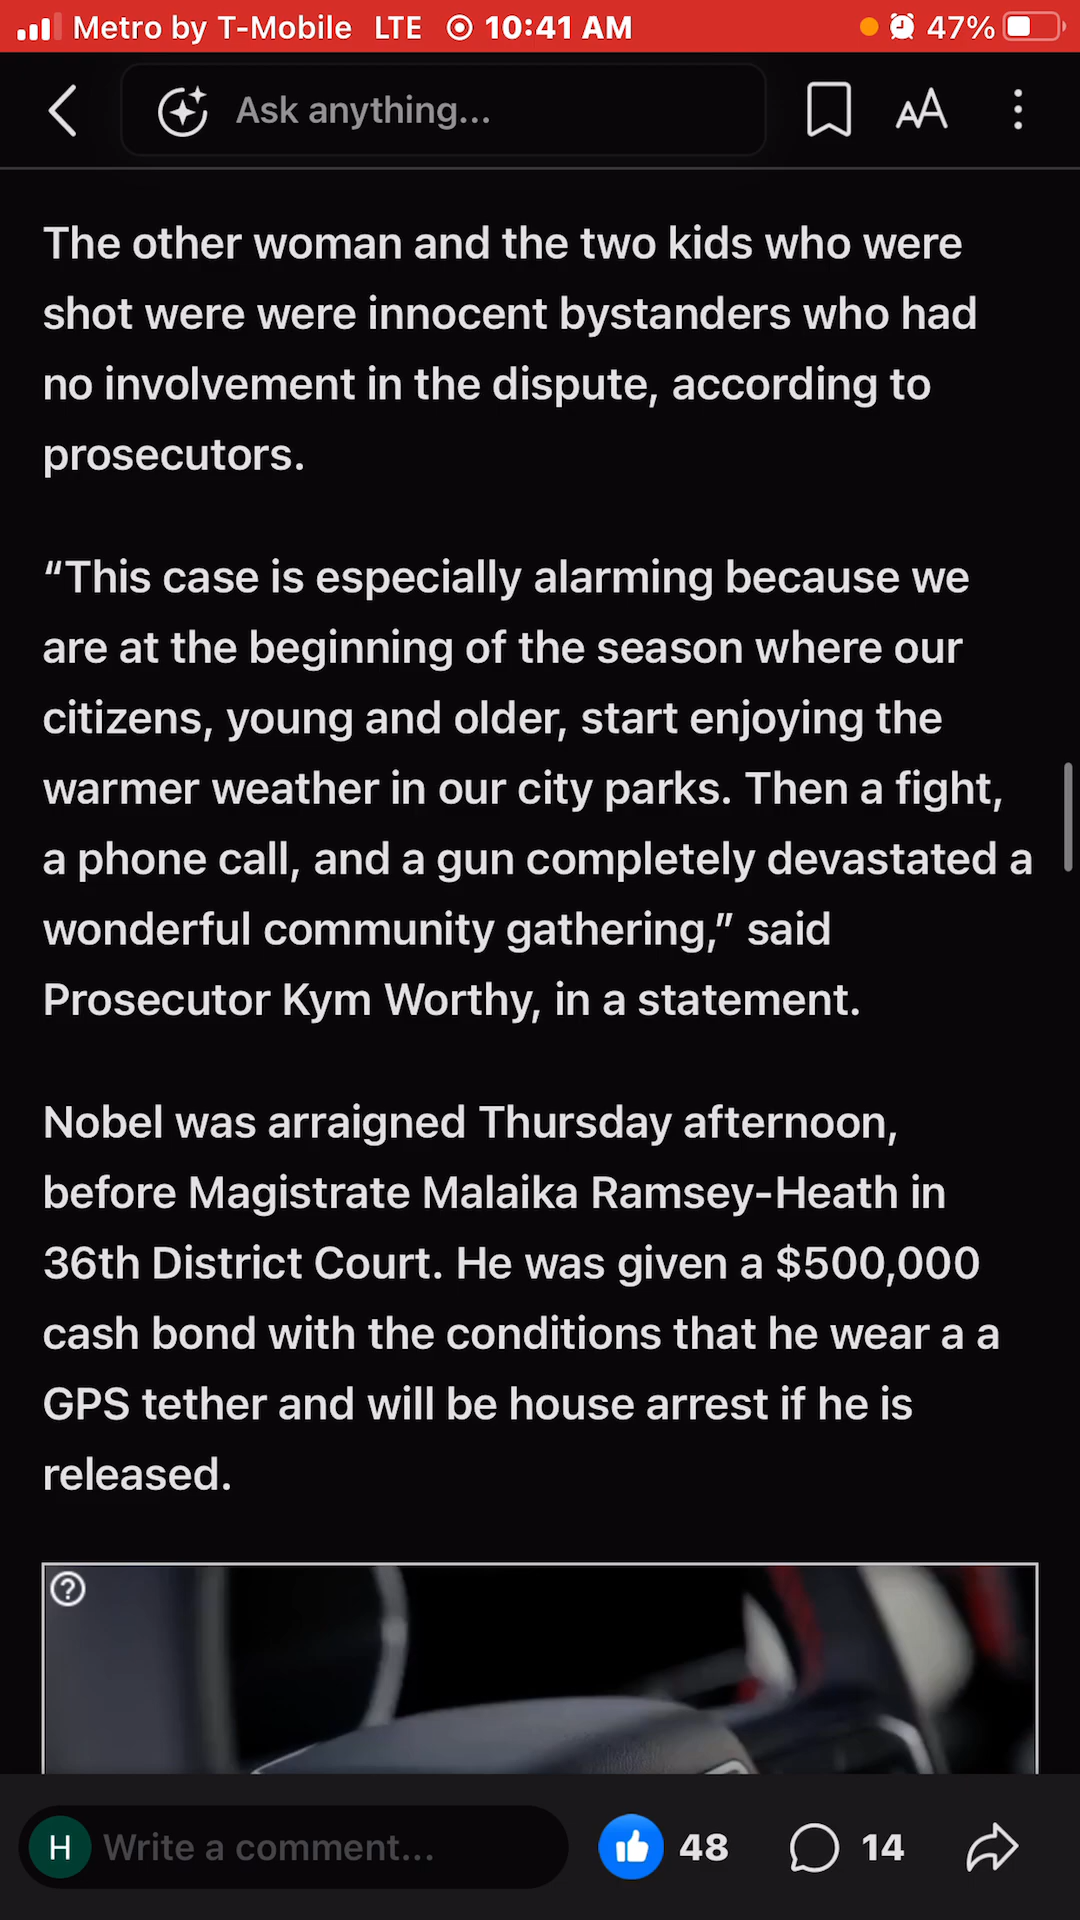 Metro by T-Mobile LTE 10:41 AM 47%
Ask anything... AA
The other woman and the two kids who were
shot were were innocent bystanders who had
no involvement in the dispute, according to
prosecutors.
“This case is especially alarming because we
are at the beginning of the season where our
citizens, young and older, start enjoying the
warmer weather in our city parks. Then a fight,
a phone call, and a gun completely devastated a
wonderful community gathering,” said
Prosecutor Kym Worthy, in a statement.
Nobel was arraigned Thursday afternoon,
before Magistrate Malaika Ramsey-Heath in
36th District Court. He was given a $500,000
cash bond with the conditions that he wear a a
GPS tether and will be house arrest if he is
released.
?
H Write a comment... 48 14